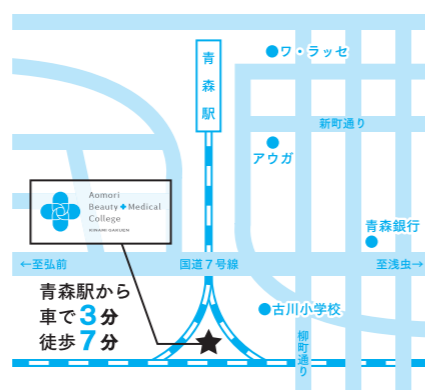 青森駅
ワ・ラッセ
新町通り
アウガ
Aomori
Beauty✦Medical
College
KIKAMI GAKUEN
青森銀行
←至弘前
国道7号線
至浅虫→
青森駅から
車で3分
徒歩7分
古川小学校
柳町通り